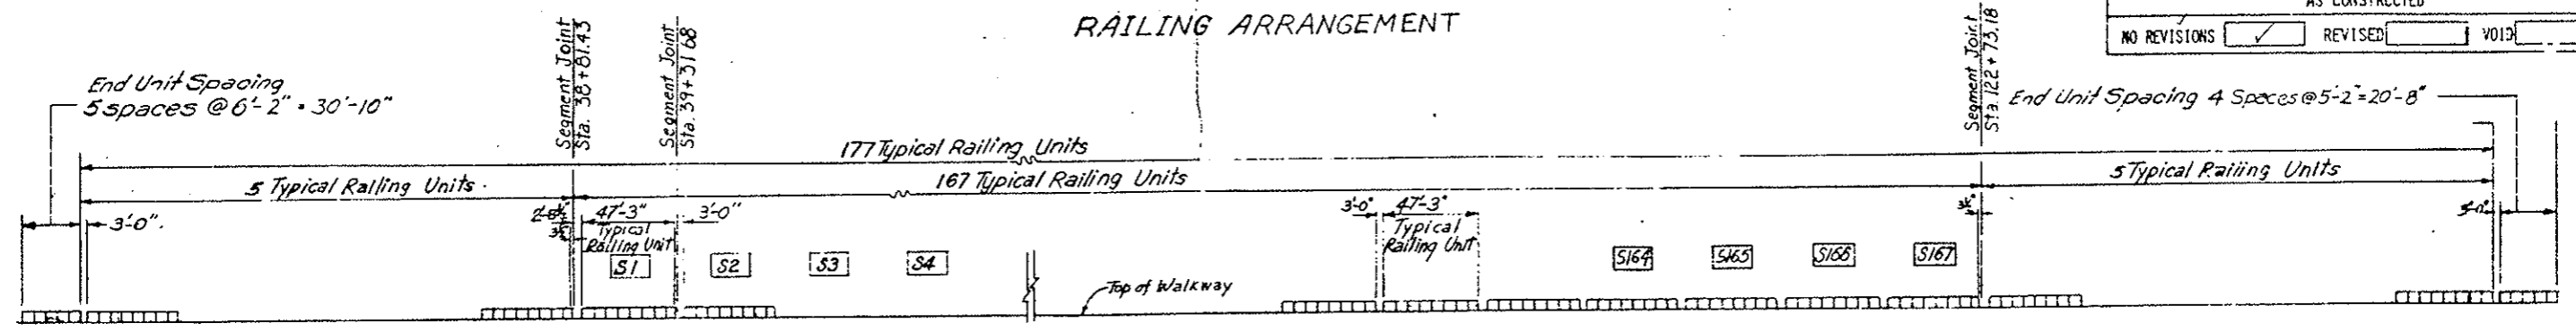 RAILING ARRANGEMENT
AS CONSTRUCTED
NO REVISIONS ✓ REVISED VOID
End Unit Spacing
5 spaces @ 6'-2" = 30'-10"
Segment Joint
Sta. 38+81.43
Segment Joint
Sta. 39+31.68
Segment Joint
Sta. 122+73.18
End Unit Spacing 4 Spaces @ 5'-2" = 20'-8"
177 Typical Railing Units
5 Typical Railing Units
167 Typical Railing Units
5 Typical Railing Units
3'-0"
47'-3"
3'-0"
Typical
Railing Unit
3'-0"
47'-3"
Typical
Railing Unit
S1
S2
S3
S4
S164
S165
S166
S167
Top of Walkway